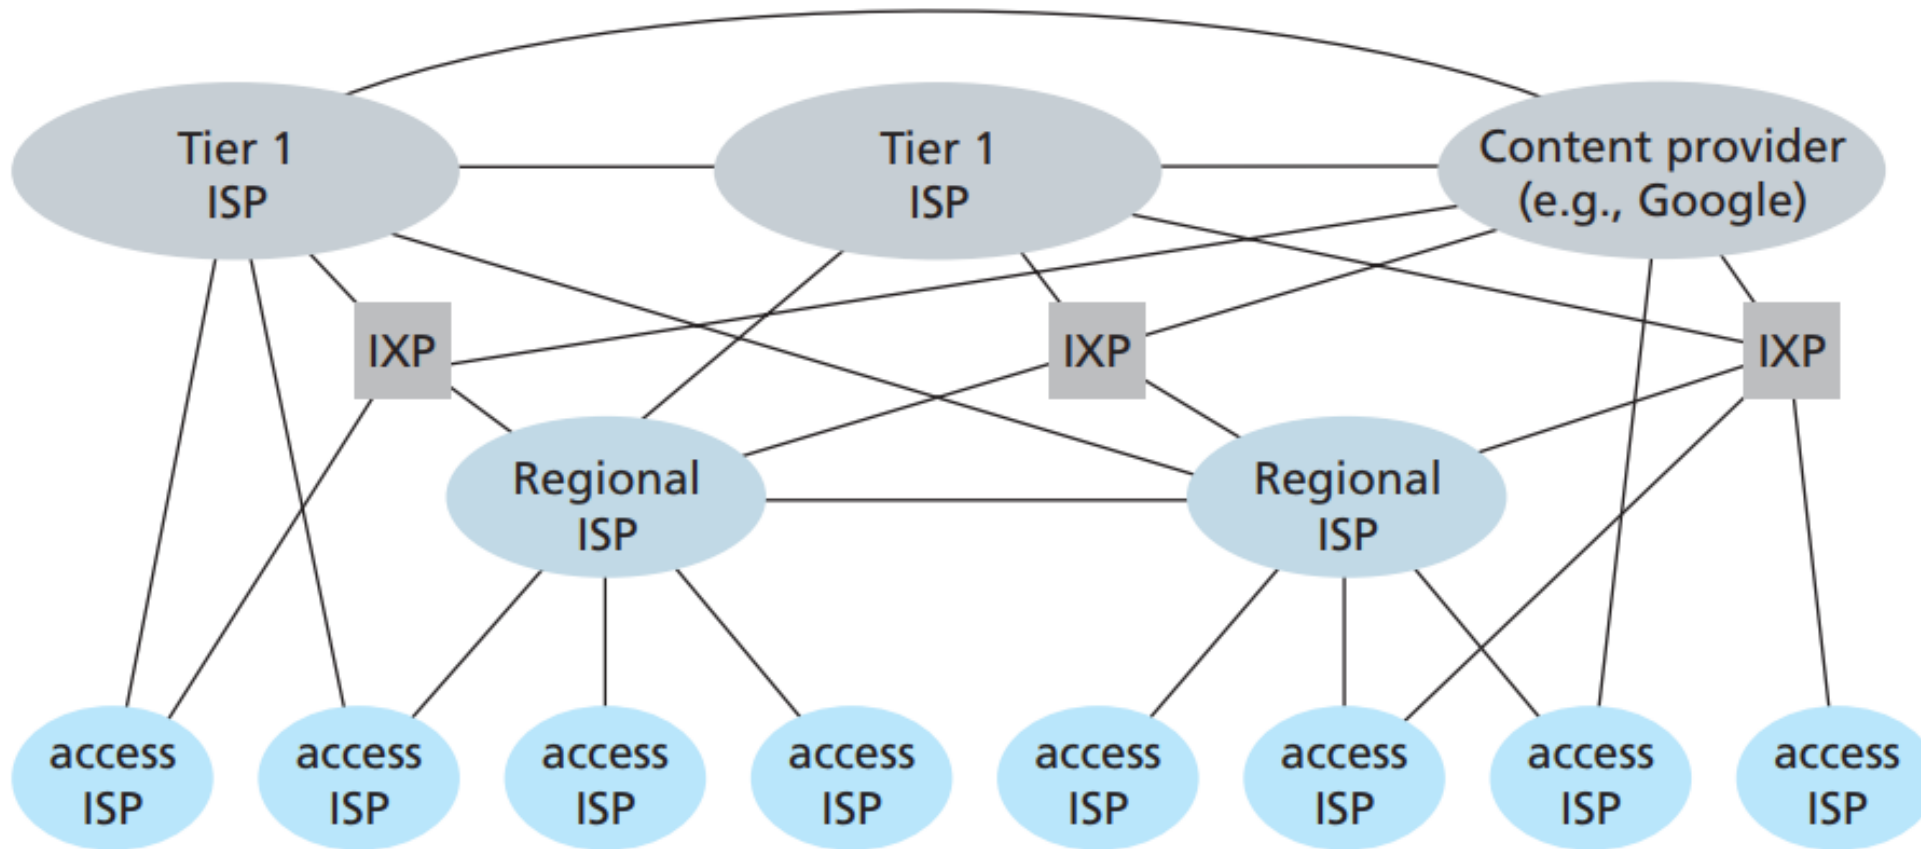 Tier 1
ISP
Tier 1
ISP
Content provider
(e.g., Google)
IXP
IXP
IXP
Regional
ISP
Regional
ISP
access
ISP
access
ISP
access
ISP
access
ISP
access
ISP
access
ISP
access
ISP
access
ISP